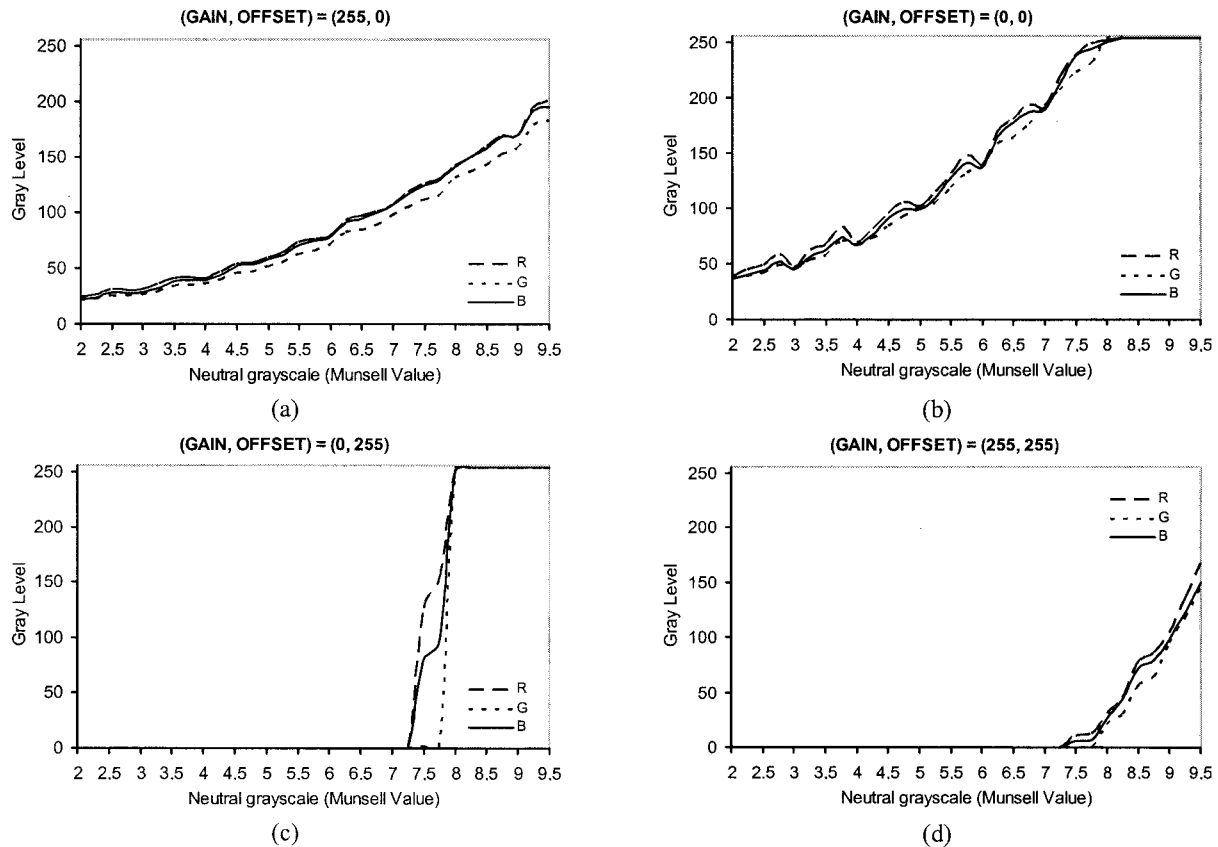 (GAIN, OFFSET) = (255, 0)
250
200
150
100
50
0
Gray Level
R
G
B
2 2.5 3 3.5 4 4.5 5 5.5 6 6.5 7 7.5 8 8.5 9 9.5
Neutral grayscale (Munsell Value)
(a)
(GAIN, OFFSET) = (0, 0)
250
200
150
100
50
0
Gray Level
R
G
B
2 2.5 3 3.5 4 4.5 5 5.5 6 6.5 7 7.5 8 8.5 9 9.5
Neutral grayscale (Munsell Value)
(b)
(GAIN, OFFSET) = (0, 255)
250
200
150
100
50
0
Gray Level
R
G
B
2 2.5 3 3.5 4 4.5 5 5.5 6 6.5 7 7.5 8 8.5 9 9.5
Neutral grayscale (Munsell Value)
(c)
(GAIN, OFFSET) = (255, 255)
250
200
150
100
50
0
Gray Level
R
G
B
2 2.5 3 3.5 4 4.5 5 5.5 6 6.5 7 7.5 8 8.5 9 9.5
Neutral grayscale (Munsell Value)
(d)